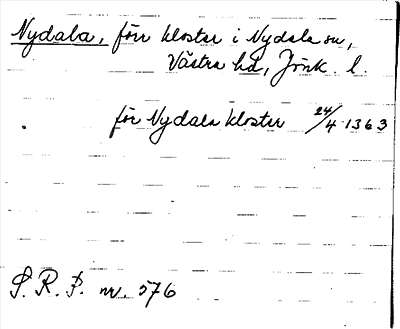 Nydala, förr kloster i Nydala sn,
Västra hd, Jönk. l.
för Nydala kloster 24/4 1363
S.R.P. nr. 576